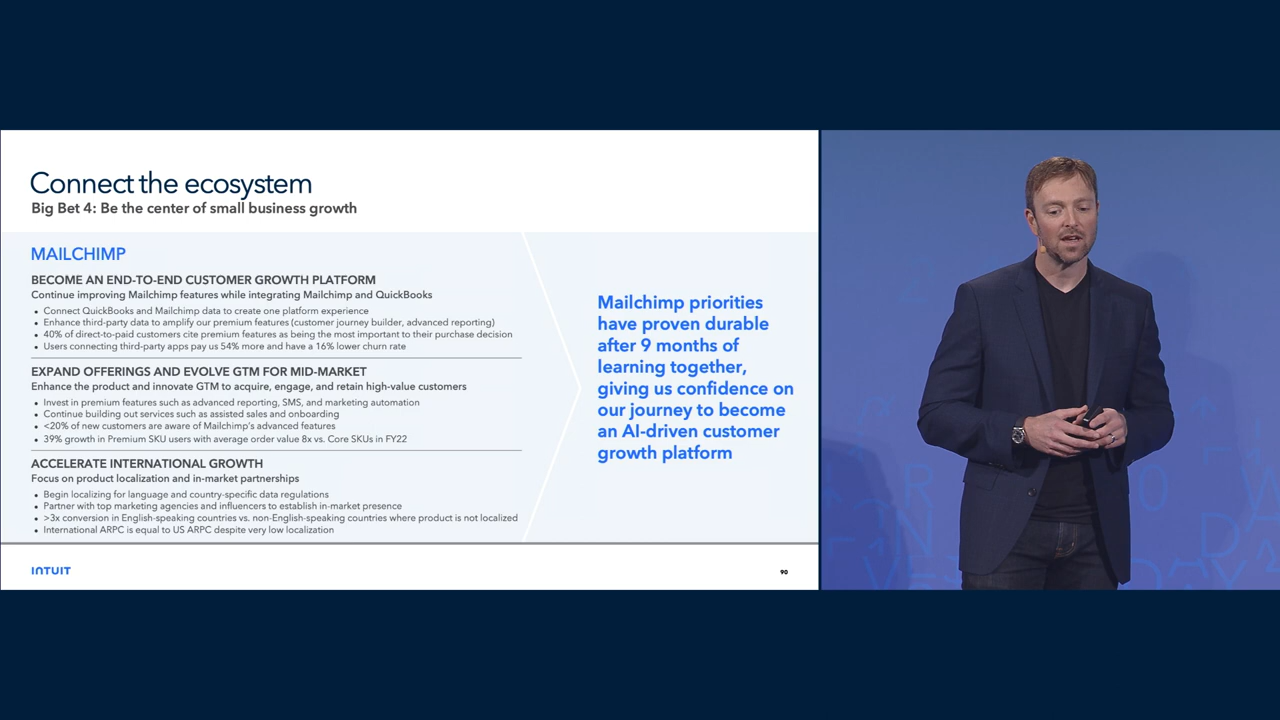 Connect the ecosystem
Big Bet 4: Be the center of small business growth
MAILCHIMP
BECOME AN END-TO-END CUSTOMER GROWTH PLATFORM
Continue improving Mailchimp features while integrating Mailchimp and QuickBooks
• Connect QuickBooks and Mailchimp data to create one platform experience
• Enhance third-party data to amplify our premium features (customer journey builder, advanced reporting)
• 40% of direct-to-paid customers cite premium features as being the most important to their purchase decision
• Users connecting third-party apps pay us 54% more and have a 16% lower churn rate
EXPAND OFFERINGS AND EVOLVE GTM FOR MID-MARKET
Enhance the product and innovate GTM to acquire, engage, and retain high-value customers
• Invest in premium features such as advanced reporting, SMS, and marketing automation
• Continue building out services such as assisted sales and onboarding
• <20% of new customers are aware of Mailchimp's advanced features
• 39% growth in Premium SKU users with average order value 8x vs. Core SKUs in FY22
ACCELERATE INTERNATIONAL GROWTH
Focus on product localization and in-market partnerships
• Begin localizing for language and country-specific data regulations
• Partner with top marketing agencies and influencers to establish in-market presence
• >3x conversion in English-speaking countries vs. non-English-speaking countries where product is not localized
• International ARPC is equal to US ARPC despite very low localization
Mailchimp priorities
have proven durable
after 9 months of
learning together,
giving us confidence on
our journey to become
an AI-driven customer
growth platform
INTUIT
90